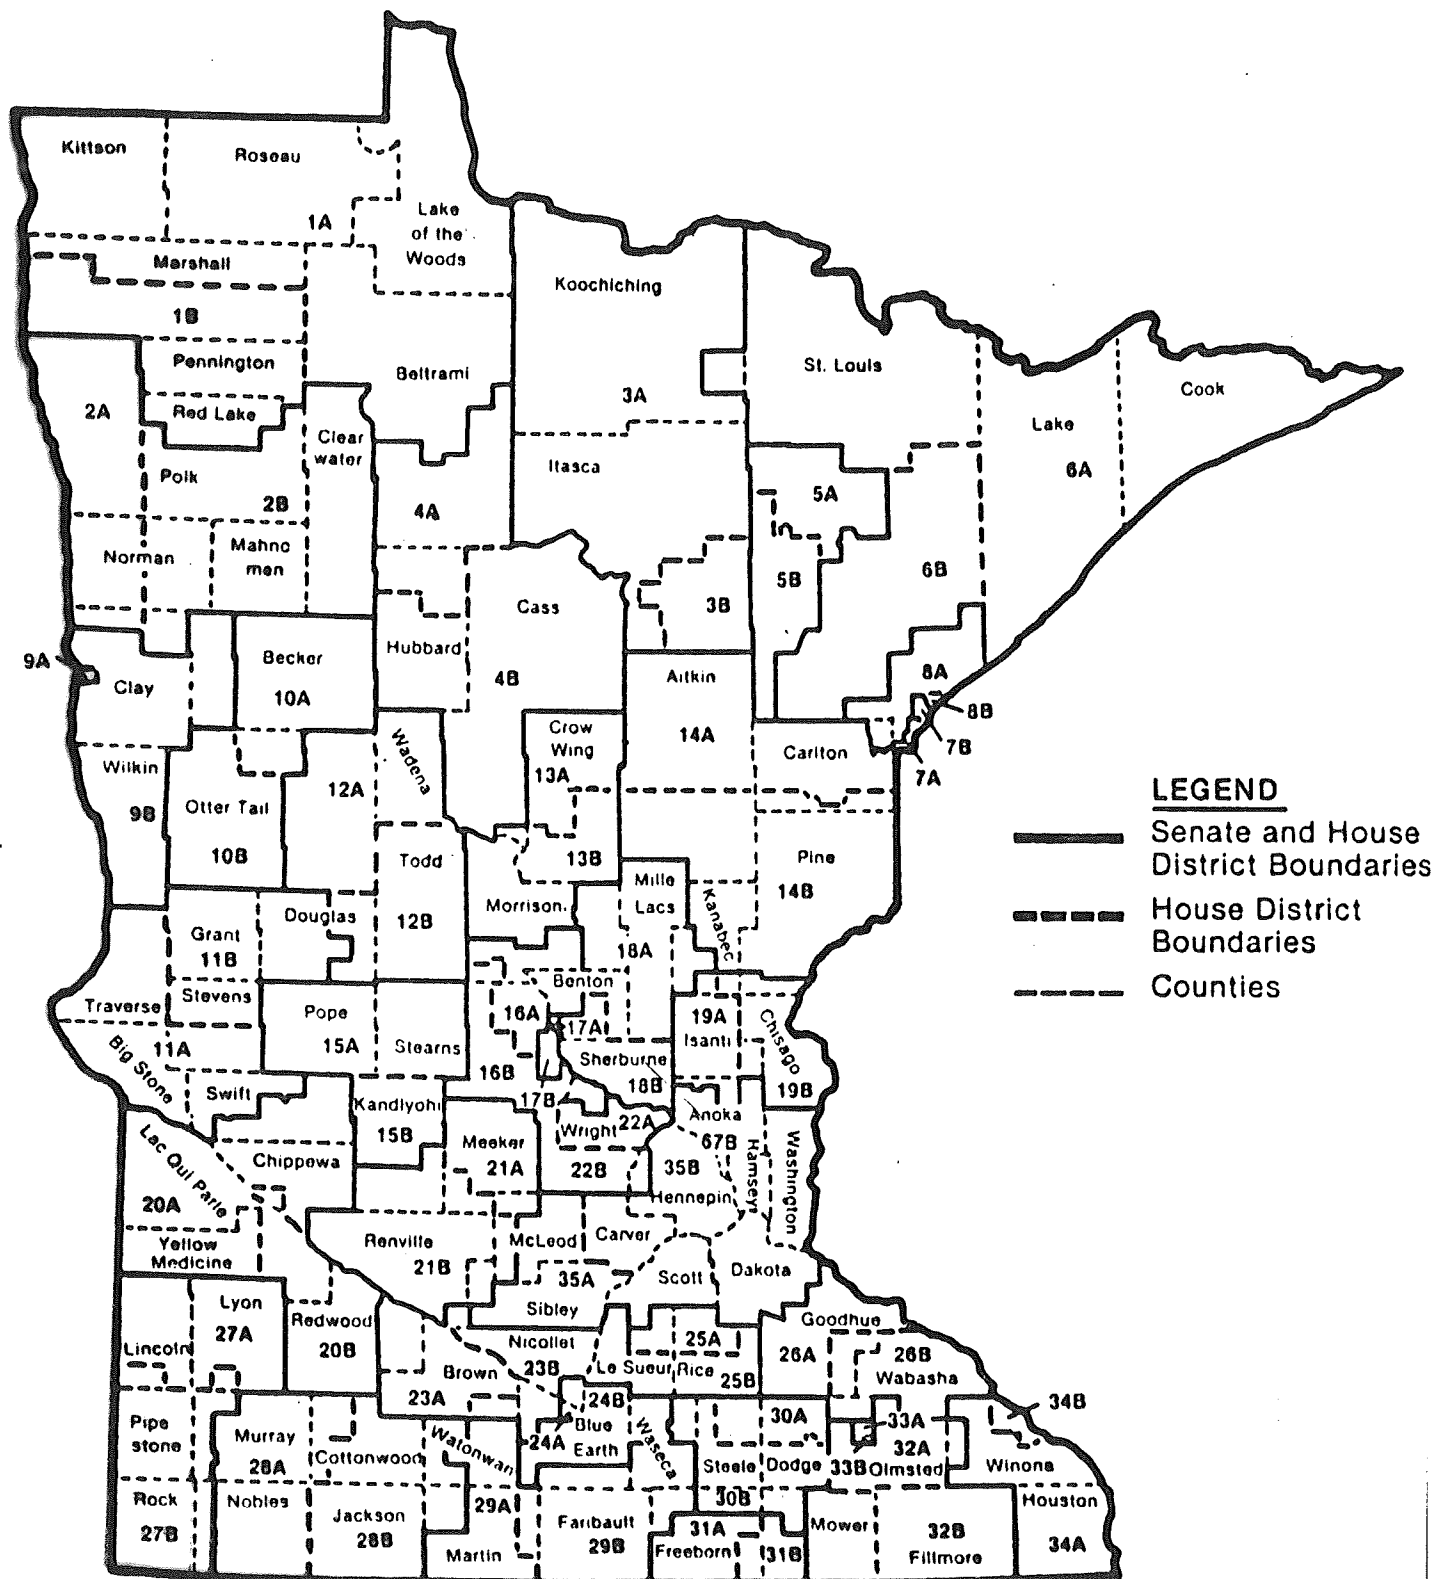 Kittson
Roseau
1A
Lake
of the
Woods
Marshall
1B
Koochiching
Pennington
Beltrami
St. Louis
Cook
2A
Red Lake
3A
Lake
6A
Clear
water
Itasca
Polk
2B
4A
5A
Norman
Mahno
men
5B
6B
3B
Cass
9A
Clay
Becker
10A
Hubbard
4B
Aitkin
14A
8A
8B
7B
7A
Crow
Wing
13A
Carlton
Wadena
Wilkin
9B
Otter Tail
10B
12A
Todd
12B
13B
Pine
14B
Mille
Lacs
Kanabec
Morrison
Douglas
Grant
11B
18A
Benton
Traverse
Stevens
Pope
15A
Stearns
16A
17A
19A
Isanti
Chisago
19B
Big Stone
11A
Swift
16B
Sherburne
18B
17B
Kandiyohi
15B
Meeker
21A
Wright
22A
22B
Anoka
67B
35B
Hennepin
Ramsey
Washington
Lac Qui Parle
Chippewa
20A
Yellow
Medicine
Renville
21B
McLeod
Carver
35A
Scott
Dakota
Sibley
Lyon
27A
Redwood
20B
Nicollet
23B
Le Sueur
Rice
25A
25B
Goodhue
26A
26B
Wabasha
Lincoln
Brown
23A
24B
24A
Blue
Earth
Waseca
30A
33A
34B
Pipe
stone
Murray
28A
Cottonwood
Watonwan
Steele
Dodge
33B
32A
Olmsted
Winona
Rock
27B
Nobles
Jackson
28B
29A
Martin
Faribault
29B
30B
31A
Freeborn
31B
Mower
32B
Fillmore
Houston
34A
LEGEND
Senate and House
District Boundaries
House District
Boundaries
Counties